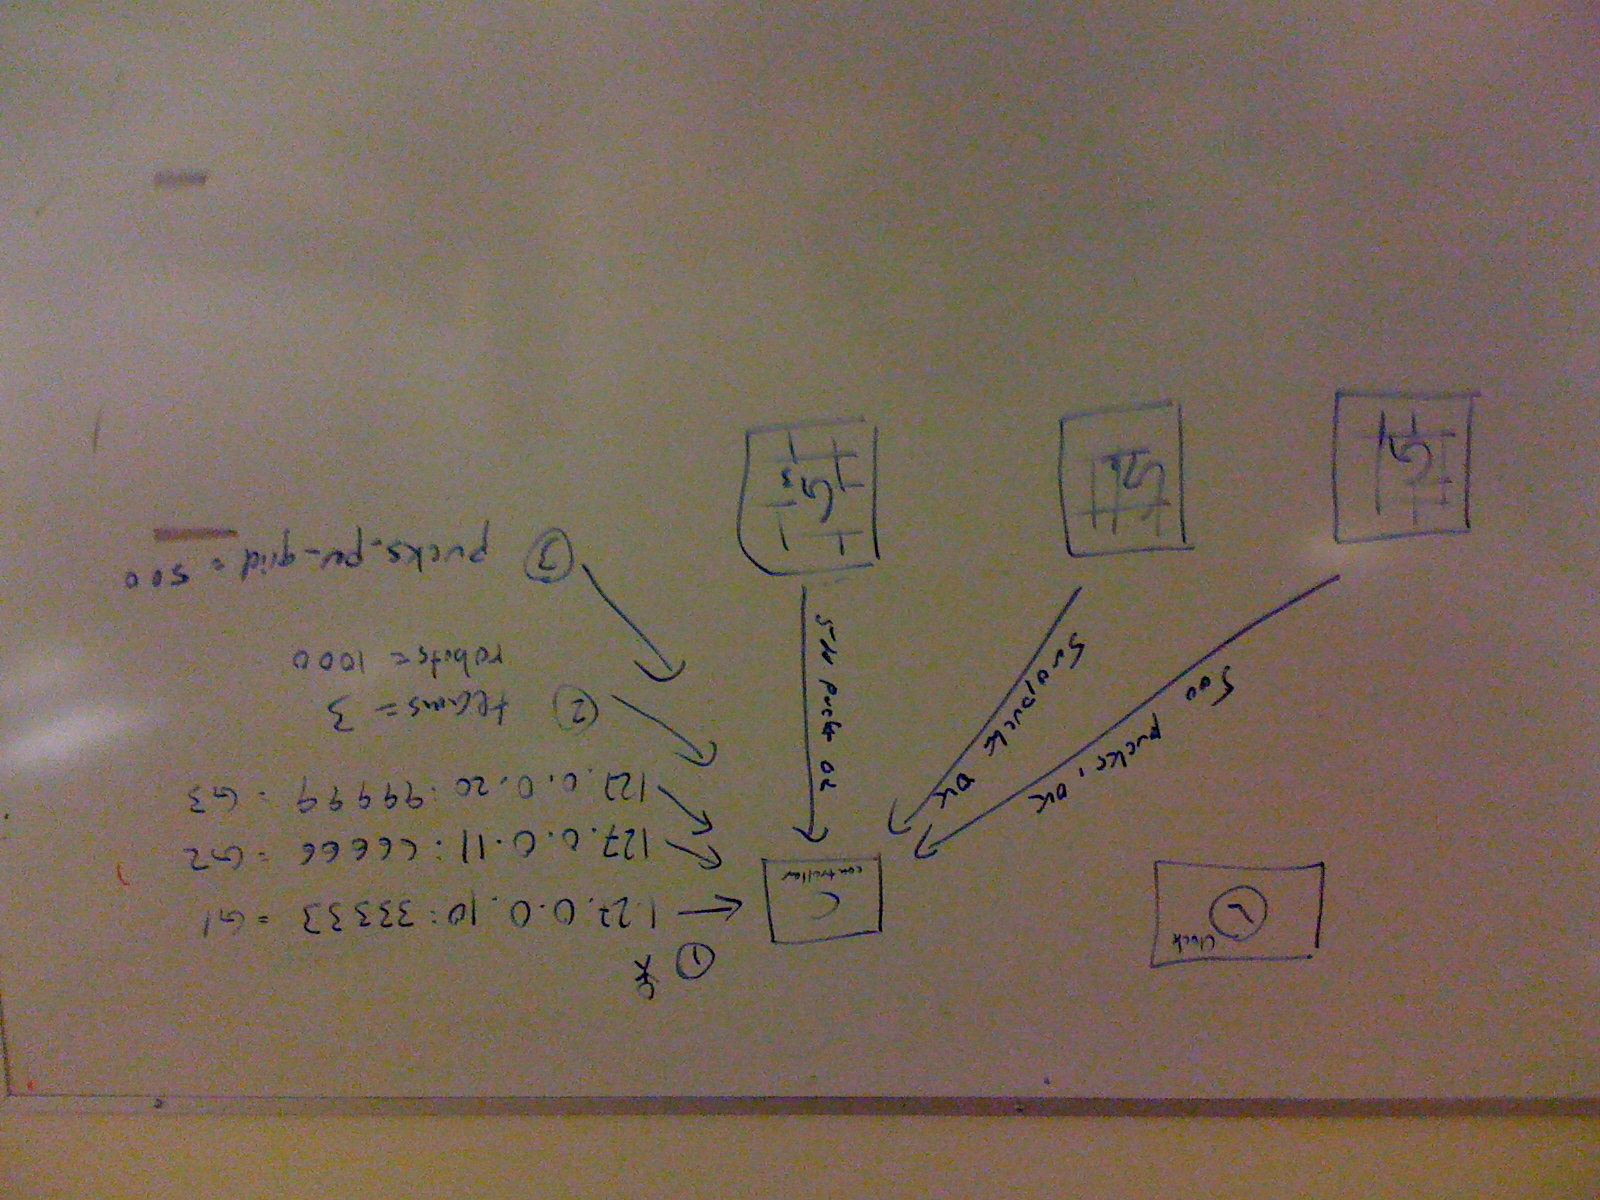 Clock
C
controller
①
127.0.0.10:33333 = G1
127.0.0.11:66666 = G2
127.0.0.20:99999 = G3
② teams = 3
robots = 1000
③ pucks_per_grid = 500
500 pucks, OK
500, pucks OK
500 pucks OK
G1
G2
G3